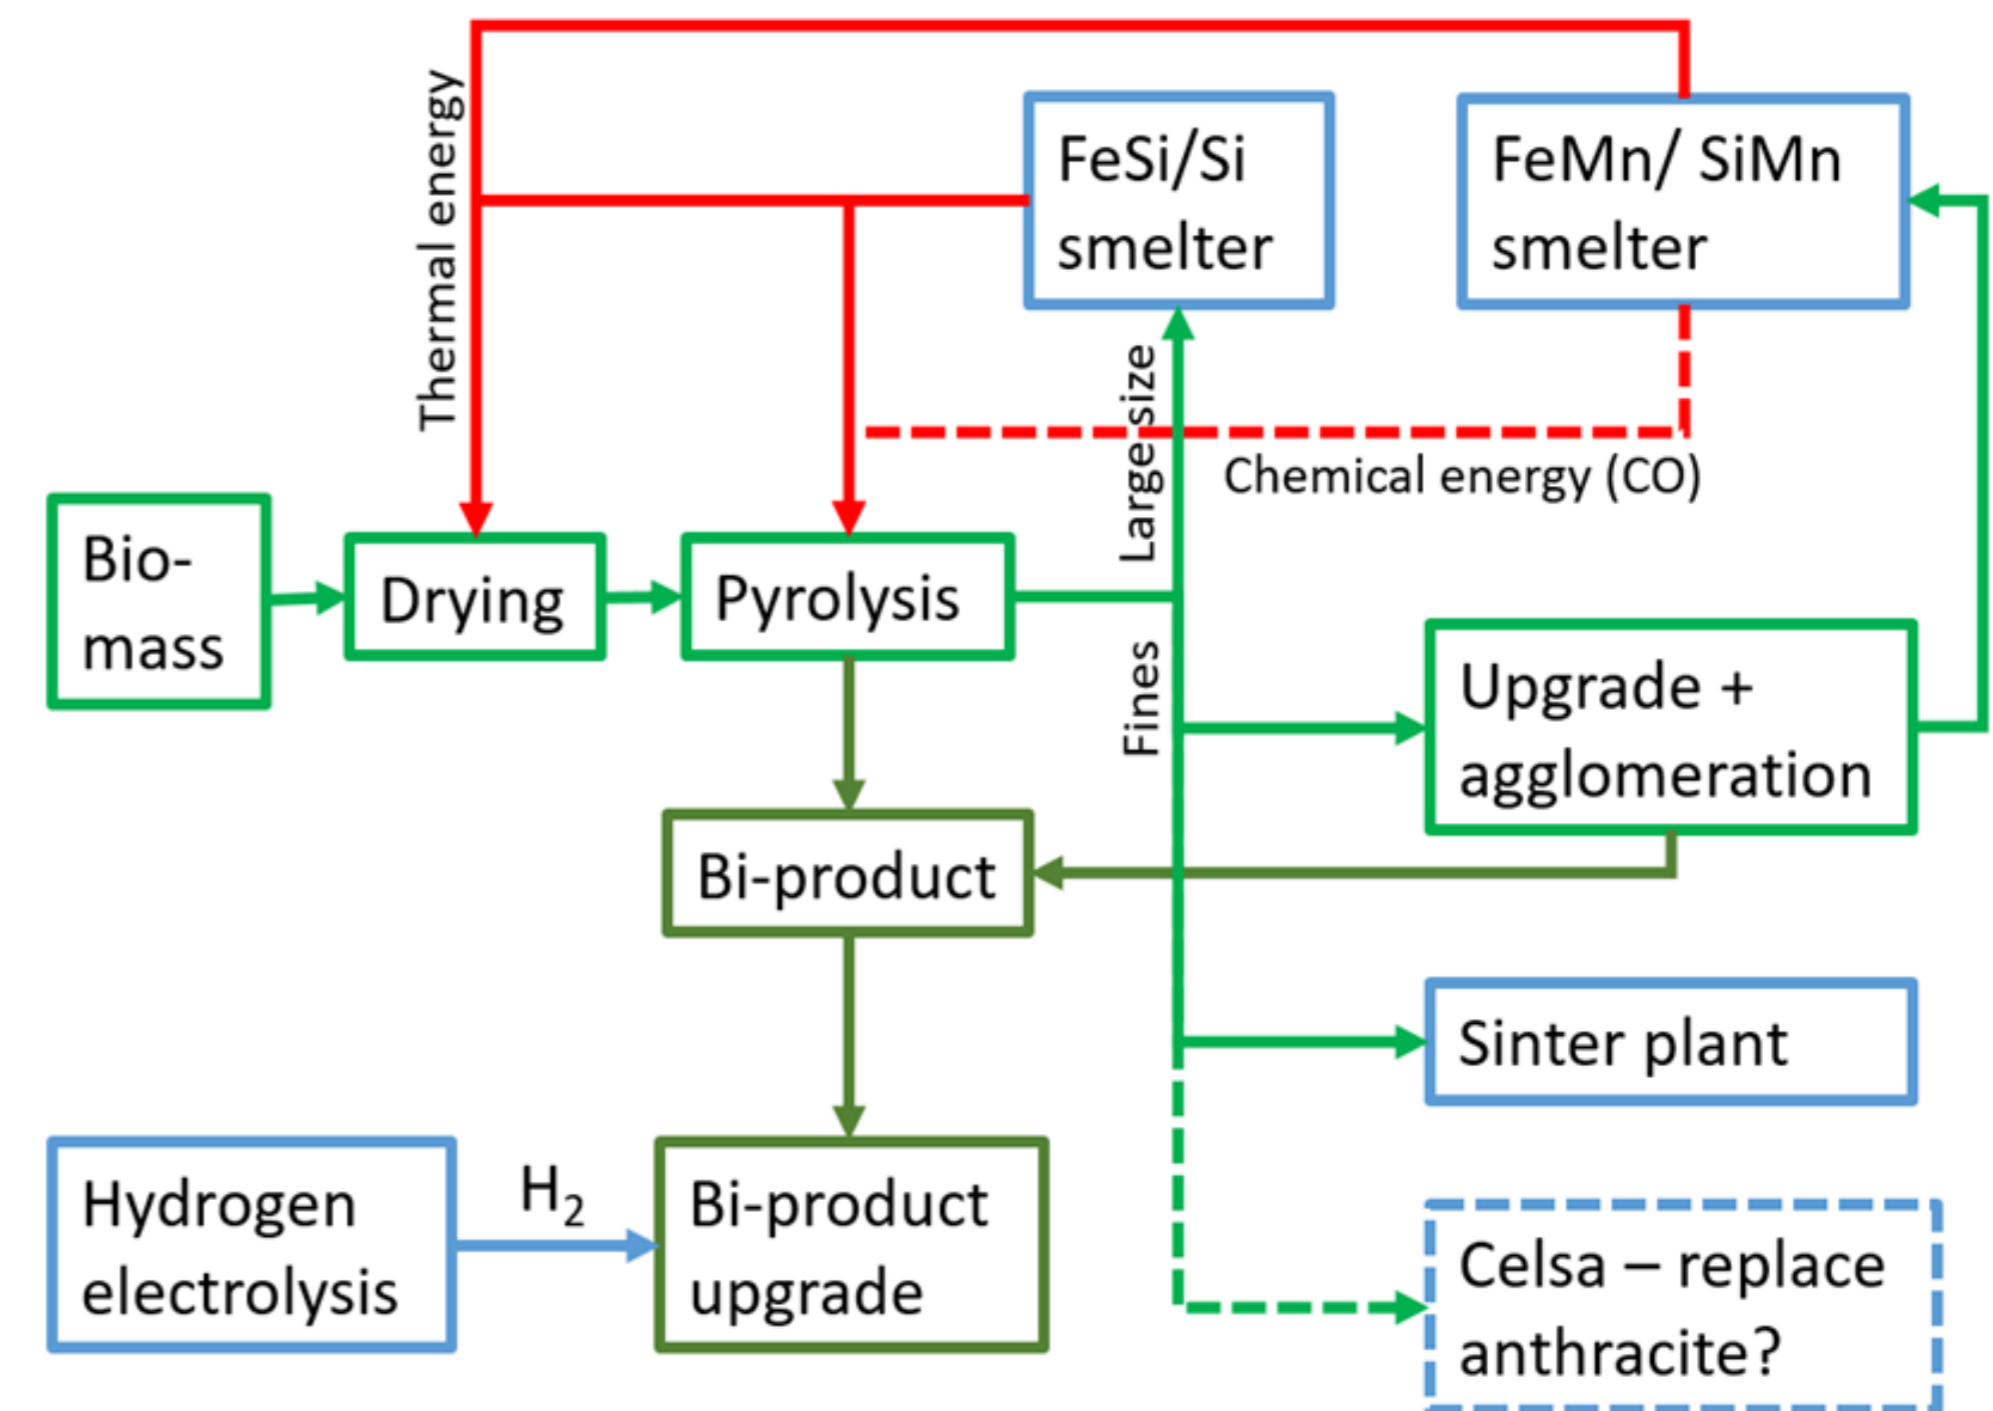 Thermal energy
FeSi/Si
smelter
FeMn/ SiMn
smelter
Large size
Chemical energy (CO)
Bio-
mass
Drying
Pyrolysis
Fines
Upgrade +
agglomeration
Bi-product
Sinter plant
Hydrogen
electrolysis
H₂
Bi-product
upgrade
Celsa – replace
anthracite?